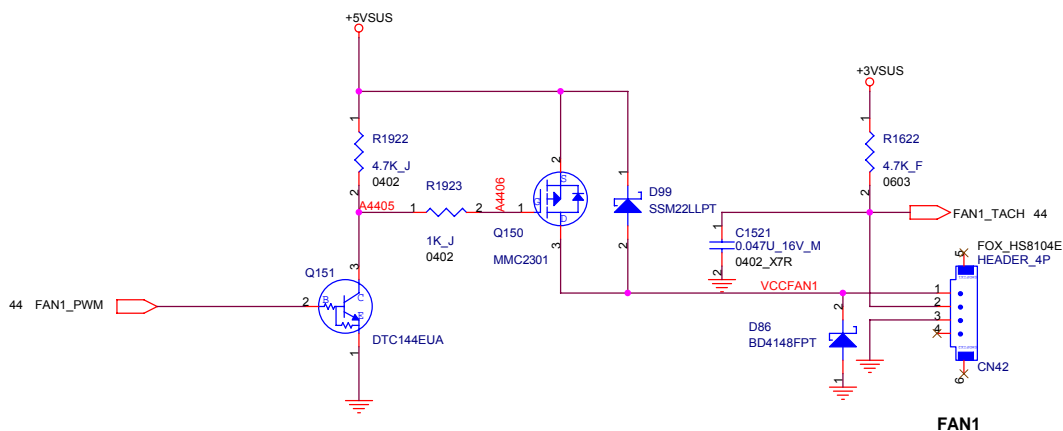 +5VSUS
+3VSUS
1
R1922
4.7K_J
0402
2
A4405
1
R1923
2
1K_J
0402
A4406
1
2
S
G
D
3
Q150
MMC2301
1
D99
SSM22LLPT
2
1
R1622
4.7K_F
0603
2
FAN1_TACH 44
1
C1521
0.047U_16V_M
0402_X7R
2
VCCFAN1
FOX_HS8104E
HEADER_4P
5
1
2
3
4
6
CN42
2
D86
BD4148FPT
1
3
Q151
B
C
E
2
DTC144EUA
1
44 FAN1_PWM
FAN1